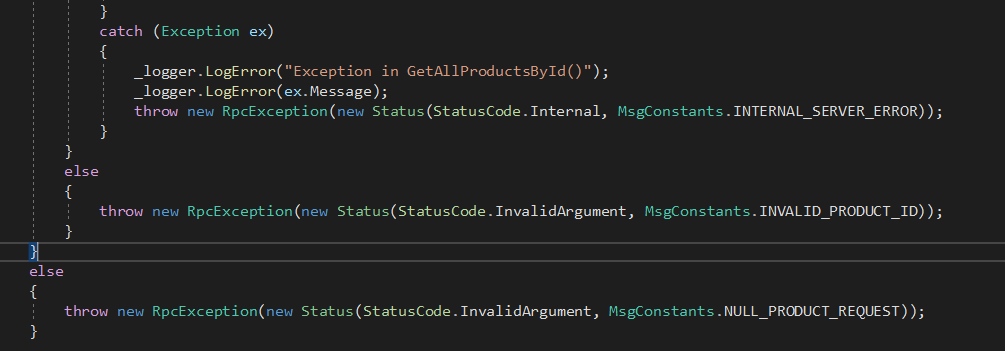 }
catch (Exception ex)
{
_logger.LogError("Exception in GetAllProductsById()");
_logger.LogError(ex.Message);
throw new RpcException(new Status(StatusCode.Internal, MsgConstants.INTERNAL_SERVER_ERROR));
}
}
else
{
throw new RpcException(new Status(StatusCode.InvalidArgument, MsgConstants.INVALID_PRODUCT_ID));
}
}
else
{
throw new RpcException(new Status(StatusCode.InvalidArgument, MsgConstants.NULL_PRODUCT_REQUEST));
}